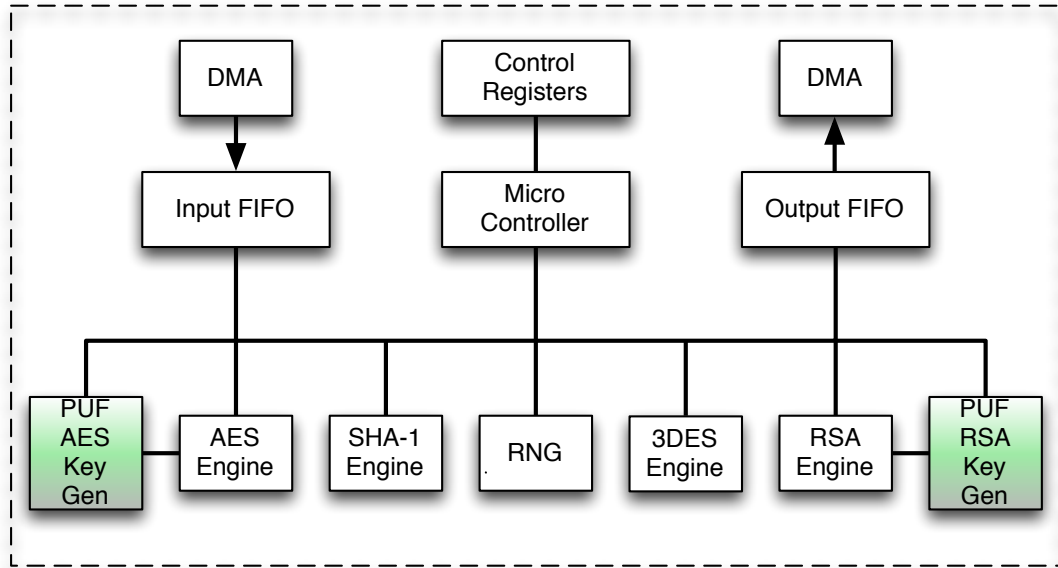 DMA
Control
Registers
DMA
Input FIFO
Micro
Controller
Output FIFO
PUF
AES
Key
Gen
AES
Engine
SHA-1
Engine
RNG
3DES
Engine
RSA
Engine
PUF
RSA
Key
Gen